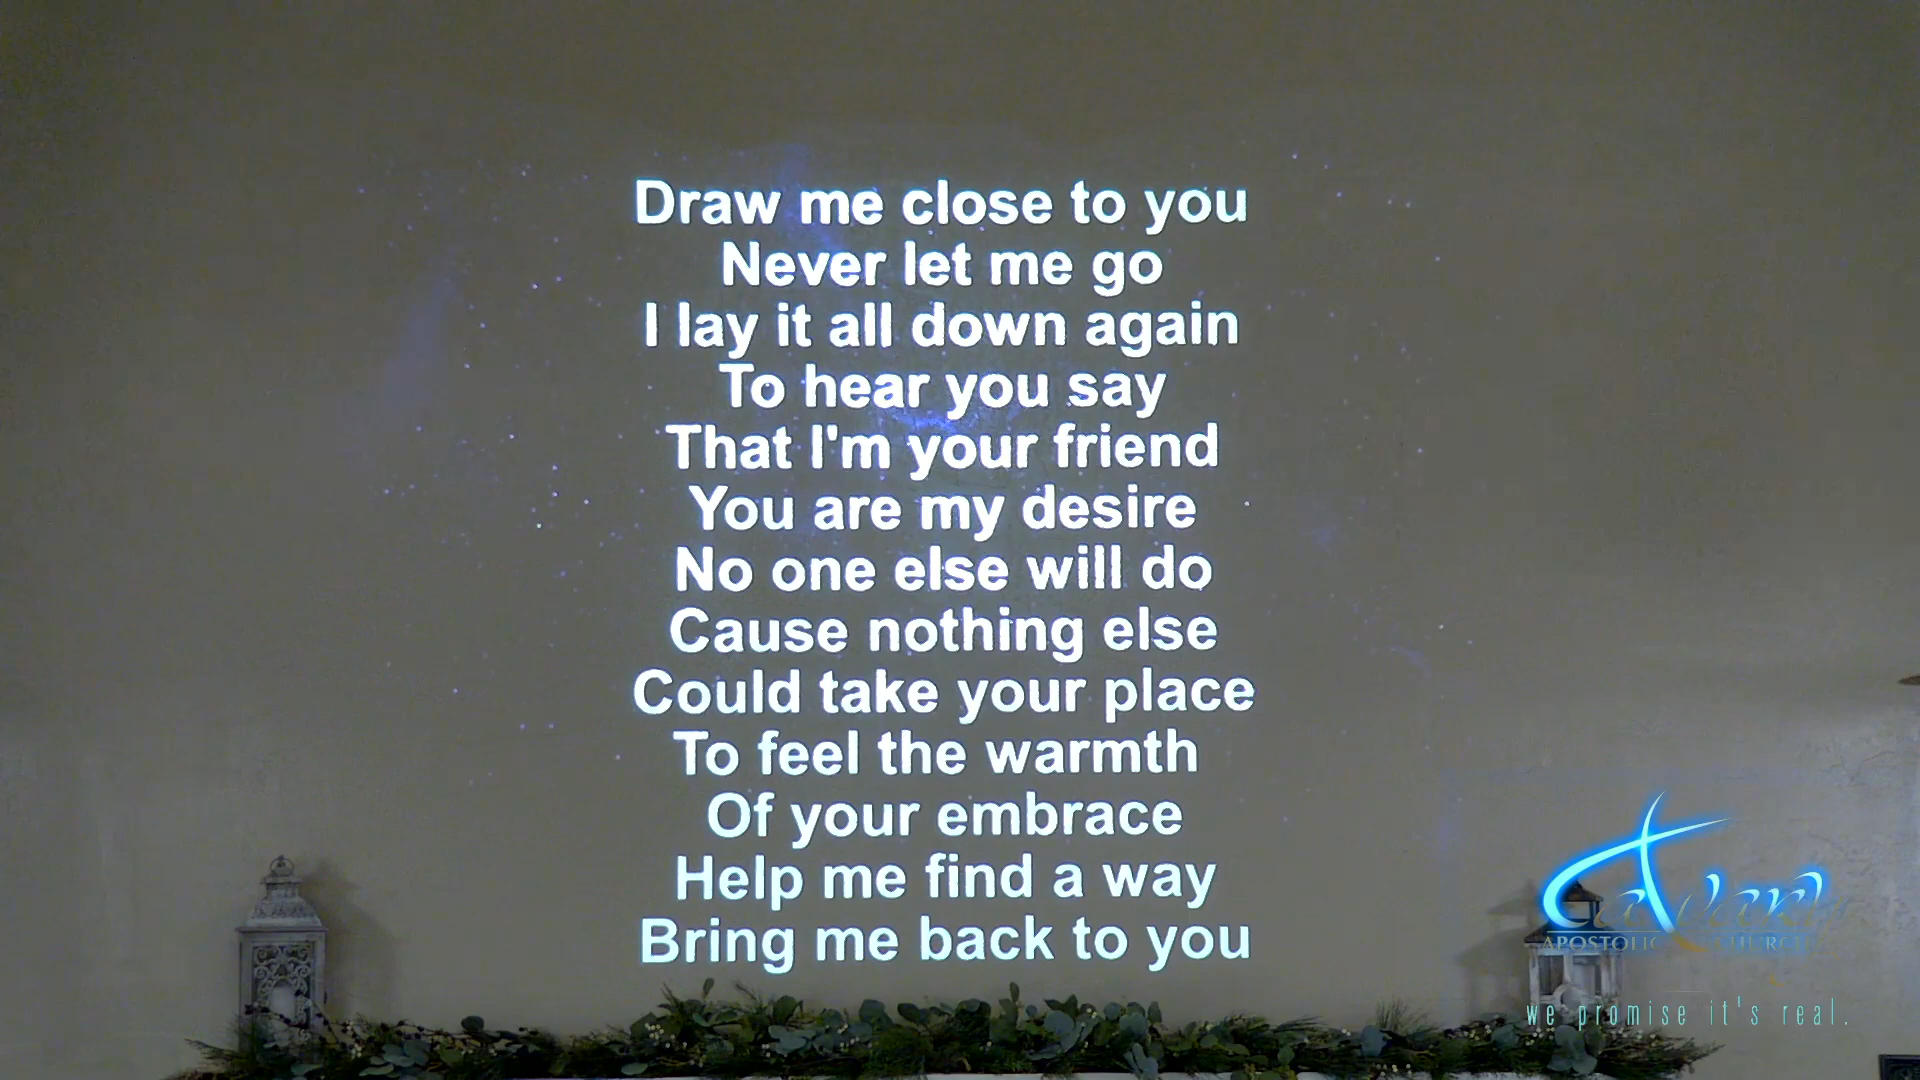 Draw me close to you
Never let me go
I lay it all down again
To hear you say
That I'm your friend
You are my desire
No one else will do
Cause nothing else
Could take your place
To feel the warmth
Of your embrace
Help me find a way
Bring me back to you
Calvary
APOSTOLIC CHURCH
we promise it's real.